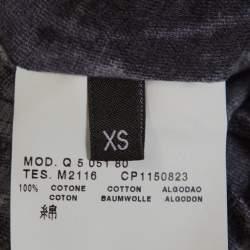 XS
MOD. Q 5 051 80
TES. M2116 CP1150823
100% COTONE COTTON ALGODAO
COTON BAUMWOLLE ALGODON
綿